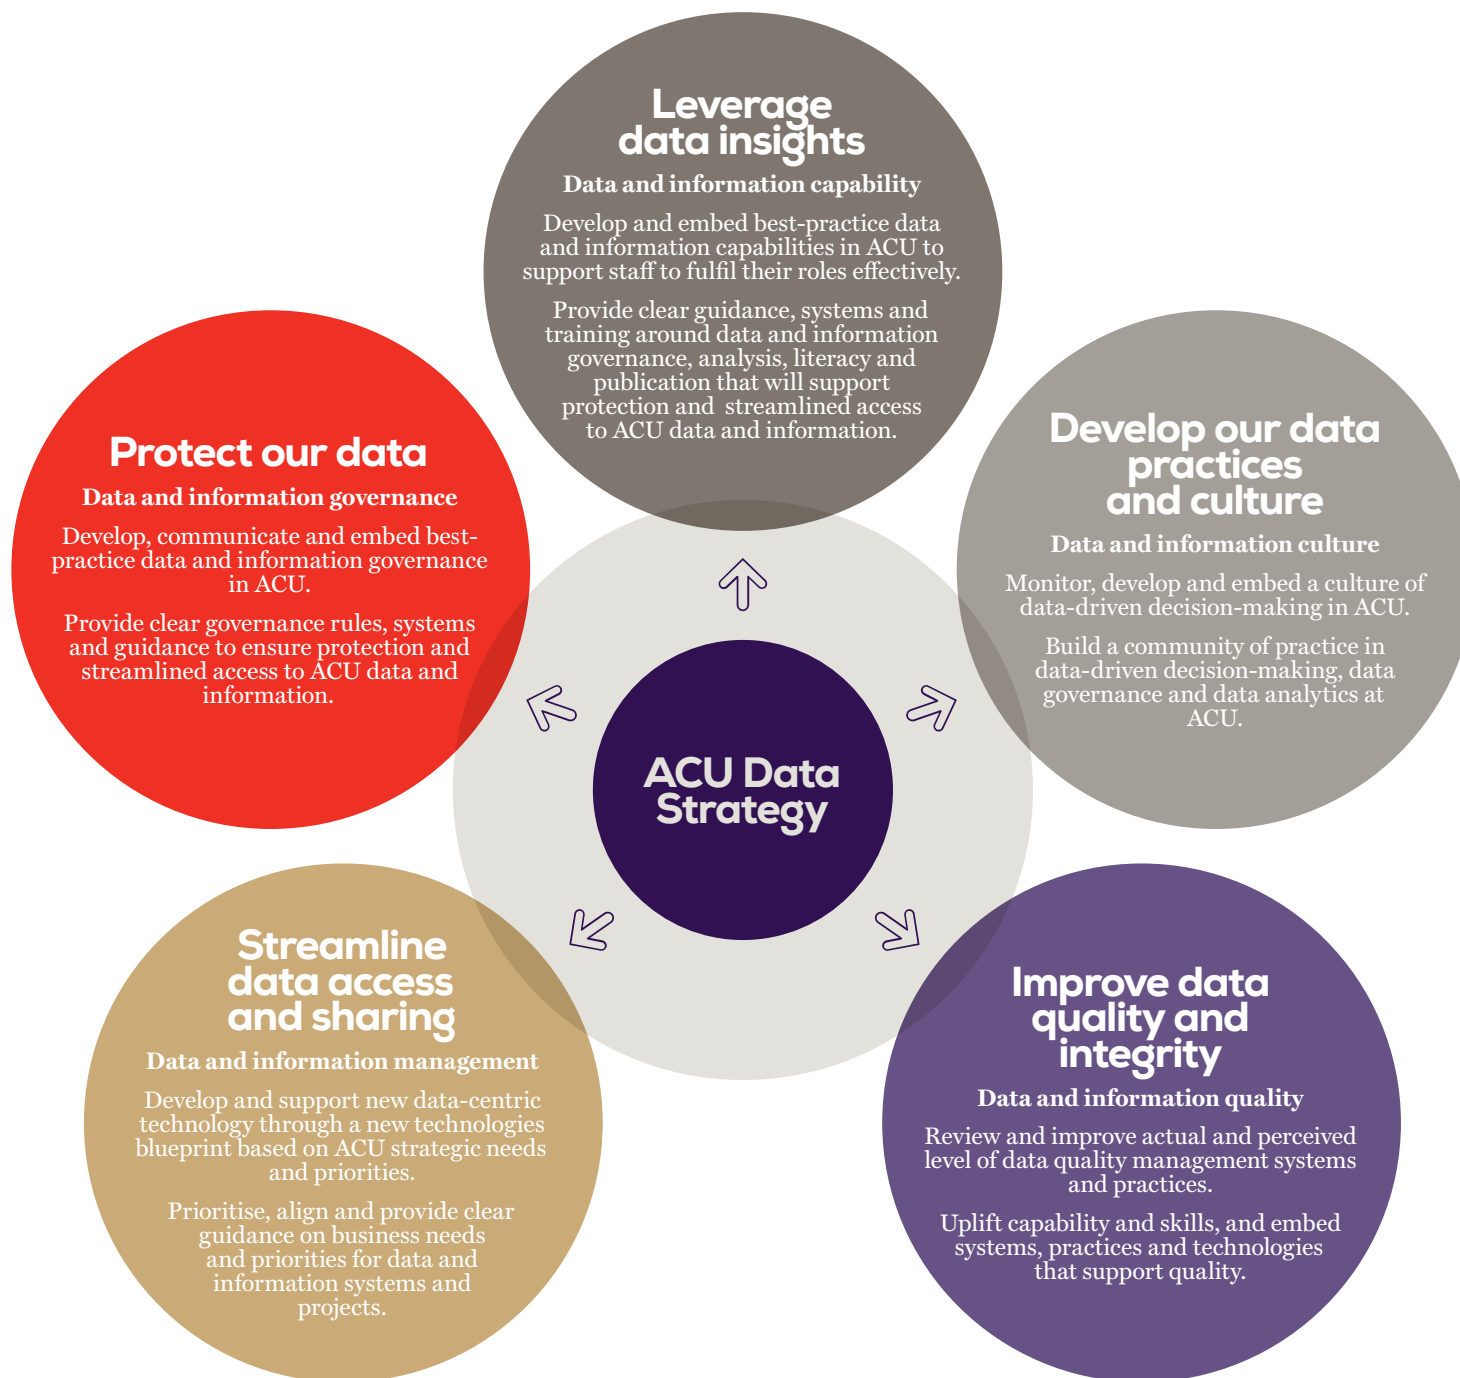 Leverage
data insights
Data and information capability
Develop and embed best-practice data
and information capabilities in ACU to
support staff to fulfil their roles effectively.
Provide clear guidance, systems and
training around data and information
governance, analysis, literacy and
publication that will support
protection and streamlined access
to ACU data and information.
Protect our data
Data and information governance
Develop, communicate and embed best-
practice data and information governance
in ACU.
Provide clear governance rules, systems
and guidance to ensure protection and
streamlined access to ACU data and
information.
Develop our data
practices
and culture
Data and information culture
Monitor, develop and embed a culture of
data-driven decision-making in ACU.
Build a community of practice in
data-driven decision-making, data
governance and data analytics at
ACU.
ACU Data
Strategy
Streamline
data access
and sharing
Data and information management
Develop and support new data-centric
technology through a new technologies
blueprint based on ACU strategic needs
and priorities.
Prioritise, align and provide clear
guidance on business needs
and priorities for data and
information systems and
projects.
Improve data
quality and
integrity
Data and information quality
Review and improve actual and perceived
level of data quality management systems
and practices.
Uplift capability and skills, and embed
systems, practices and technologies
that support quality.